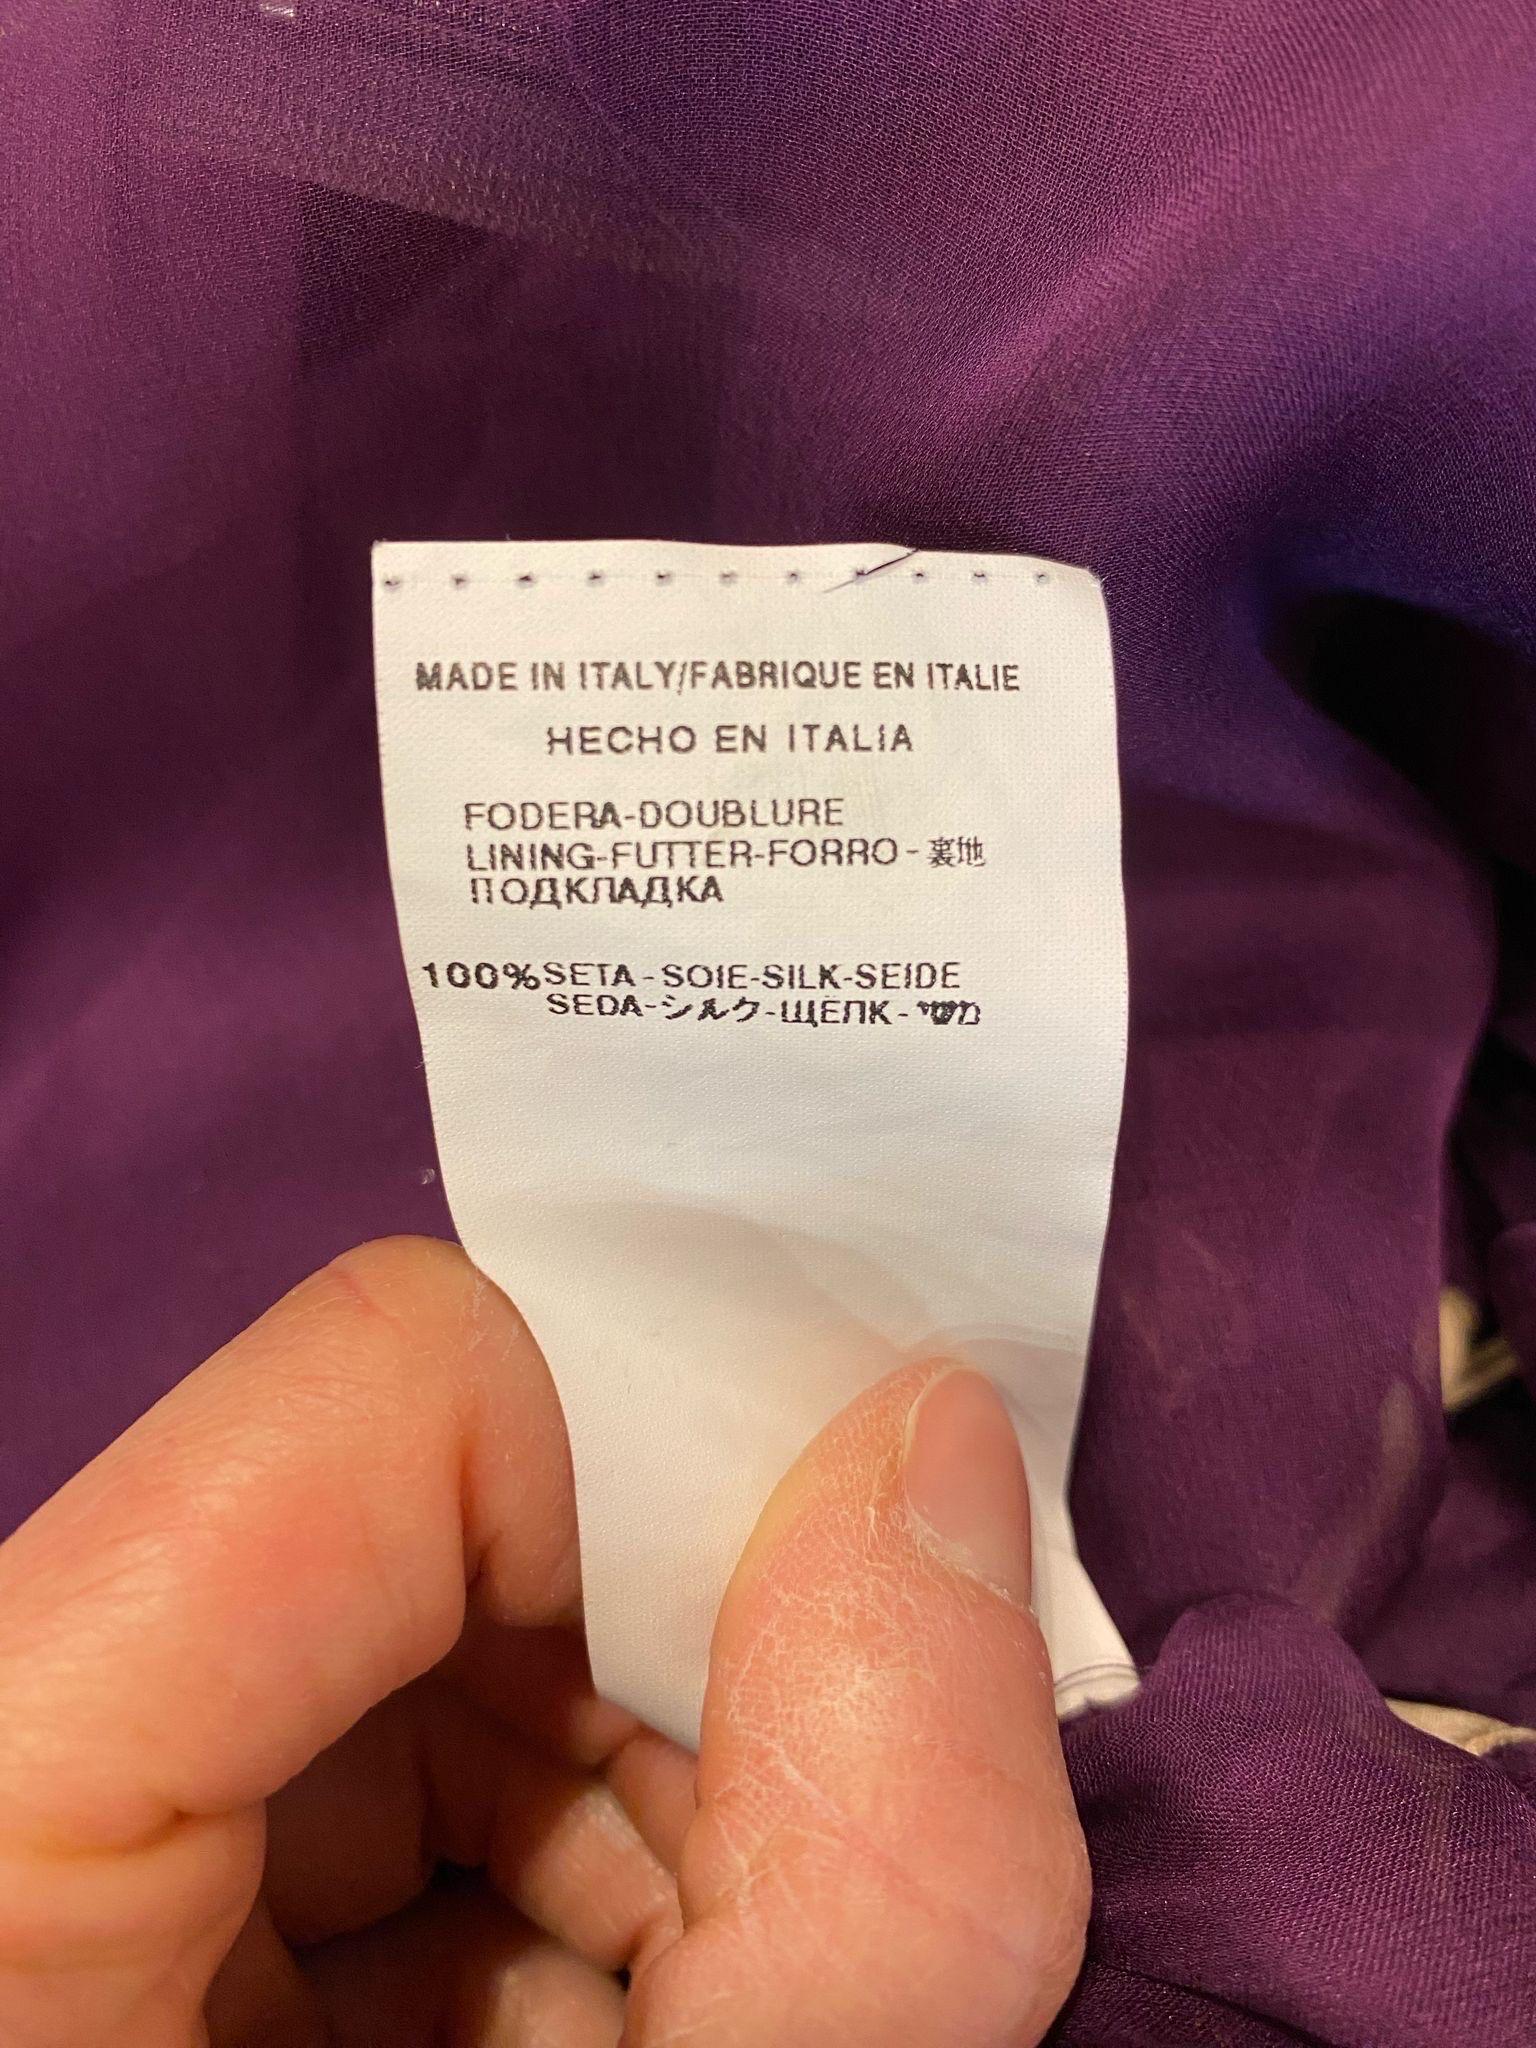 MADE IN ITALY/FABRIQUE EN ITALIE
HECHO EN ITALIA
FODERA-DOUBLURE
LINING-FUTTER-FORRO-裏地
ПОДКЛАДКА
100%SETA-SOIE-SILK-SEIDE
SEDA-シルク-ЩЕЛК-משי